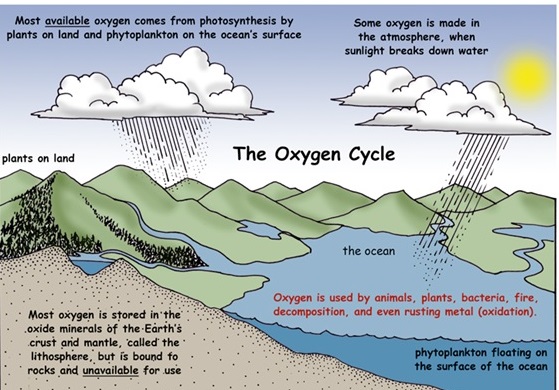 Most available oxygen comes from photosynthesis by
plants on land and phytoplankton on the ocean's surface
Some oxygen is made in
the atmosphere, when
sunlight breaks down water
plants on land
The Oxygen Cycle
the ocean
Oxygen is used by animals, plants, bacteria, fire,
decomposition, and even rusting metal (oxidation).
Most oxygen is stored in the
oxide minerals of the Earth's
crust and mantle, called the
lithosphere, but is bound to
rocks and unavailable for use
phytoplankton floating on
the surface of the ocean